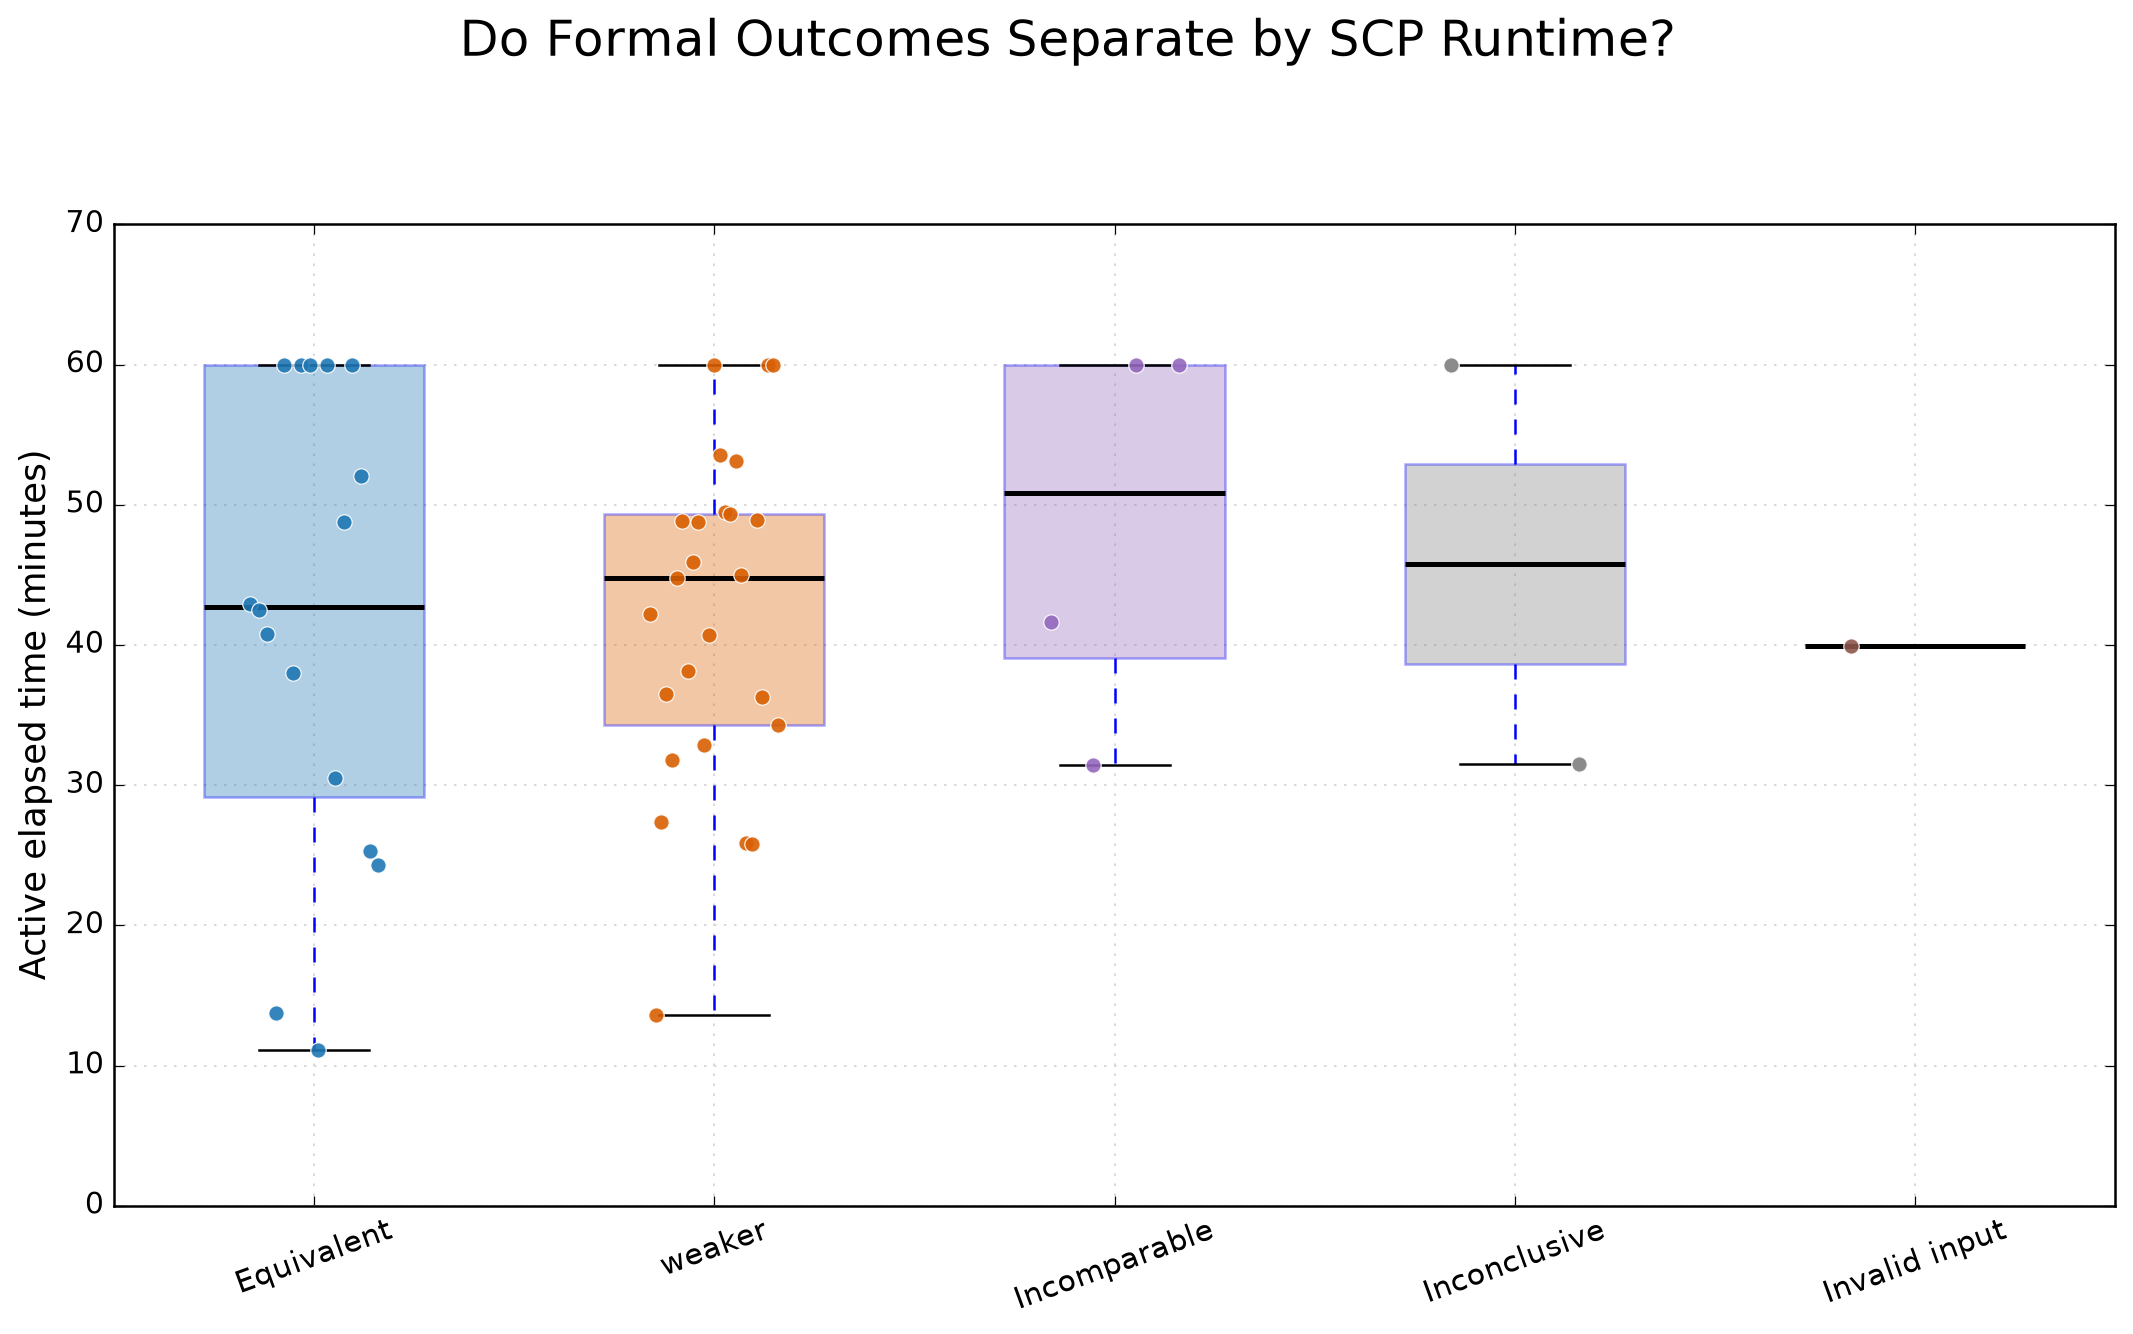 Do Formal Outcomes Separate by SCP Runtime?
Active elapsed time (minutes)
70
60
50
40
30
20
10
0
Equivalent
weaker
Incomparable
Inconclusive
Invalid input